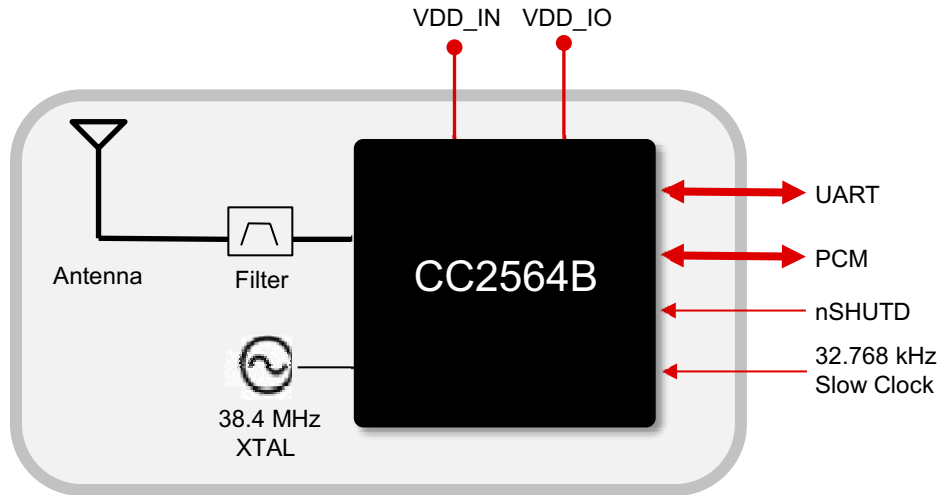 VDD_IN
VDD_IO
UART
PCM
nSHUTD
32.768 kHz
Slow Clock
CC2564B
Antenna
Filter
38.4 MHz
XTAL